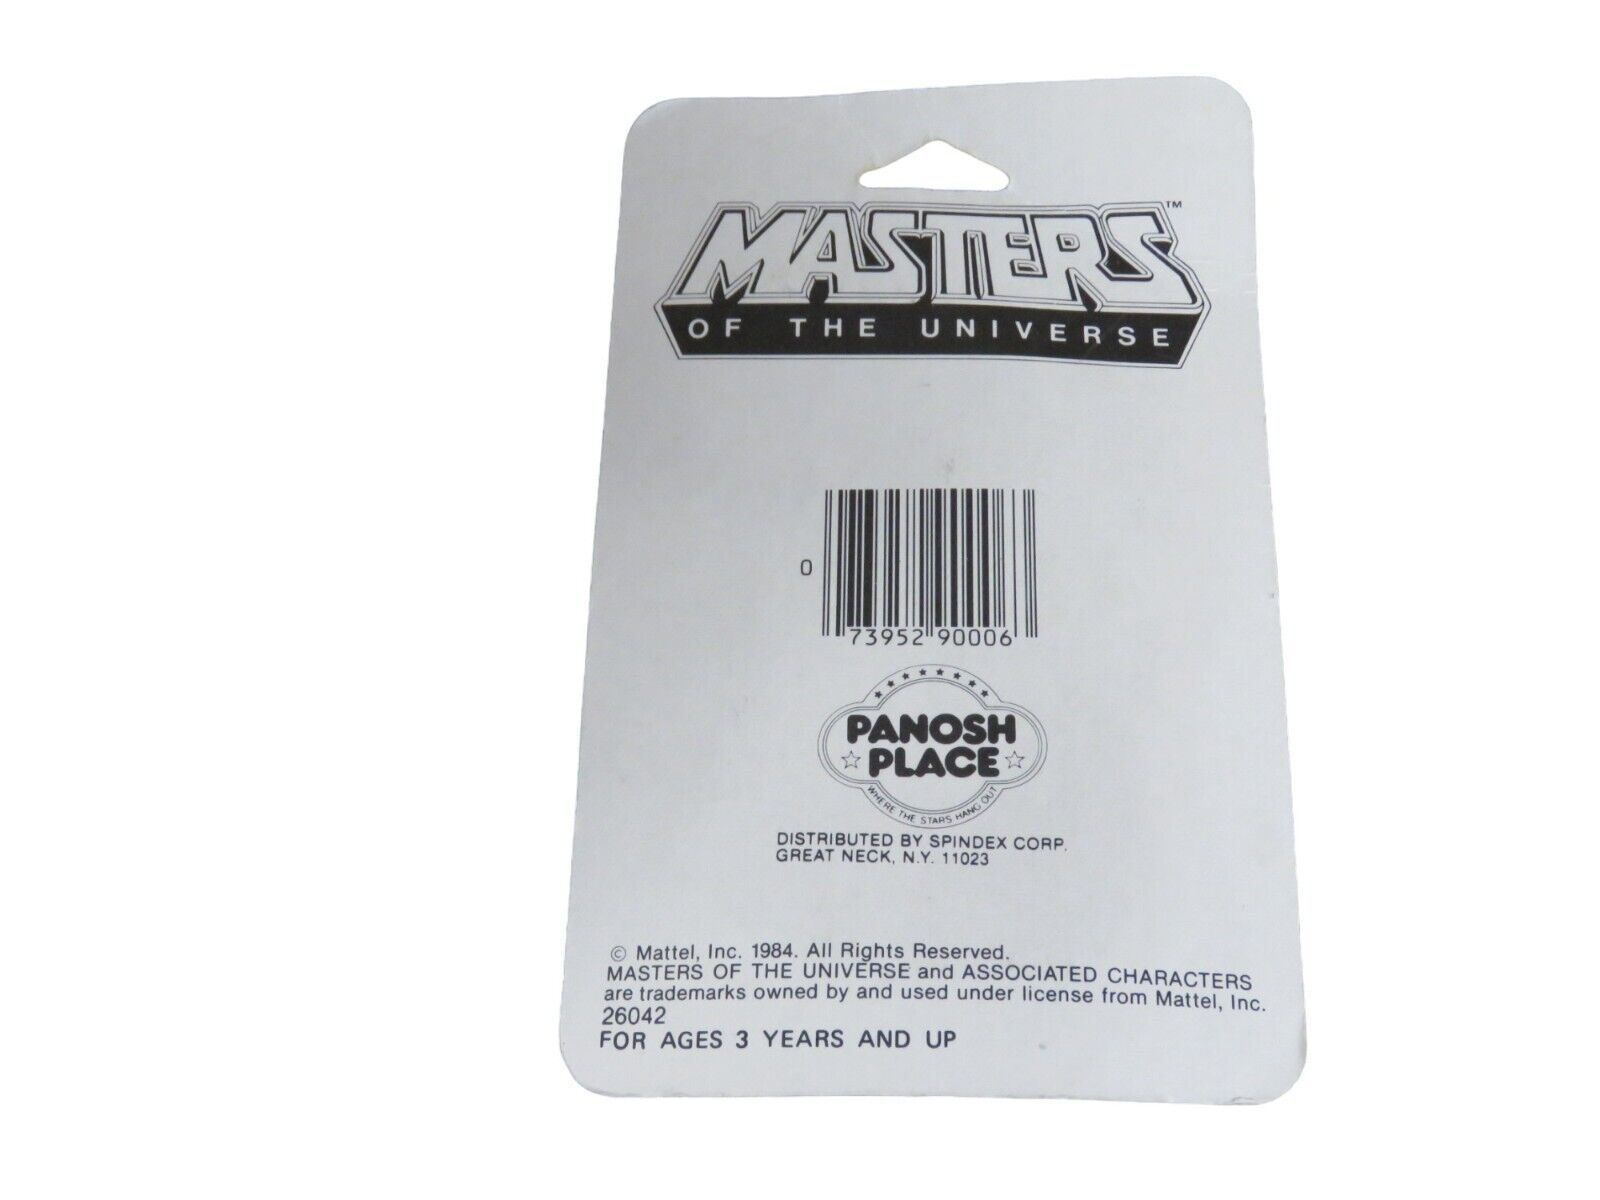 MASTERS™
OF THE UNIVERSE
0
73952 90006
PANOSH
PLACE
WHERE THE STARS HANG OUT
DISTRIBUTED BY SPINDEX CORP.
GREAT NECK, N.Y. 11023
© Mattel, Inc. 1984. All Rights Reserved.
MASTERS OF THE UNIVERSE and ASSOCIATED CHARACTERS
are trademarks owned by and used under license from Mattel, Inc.
26042
FOR AGES 3 YEARS AND UP